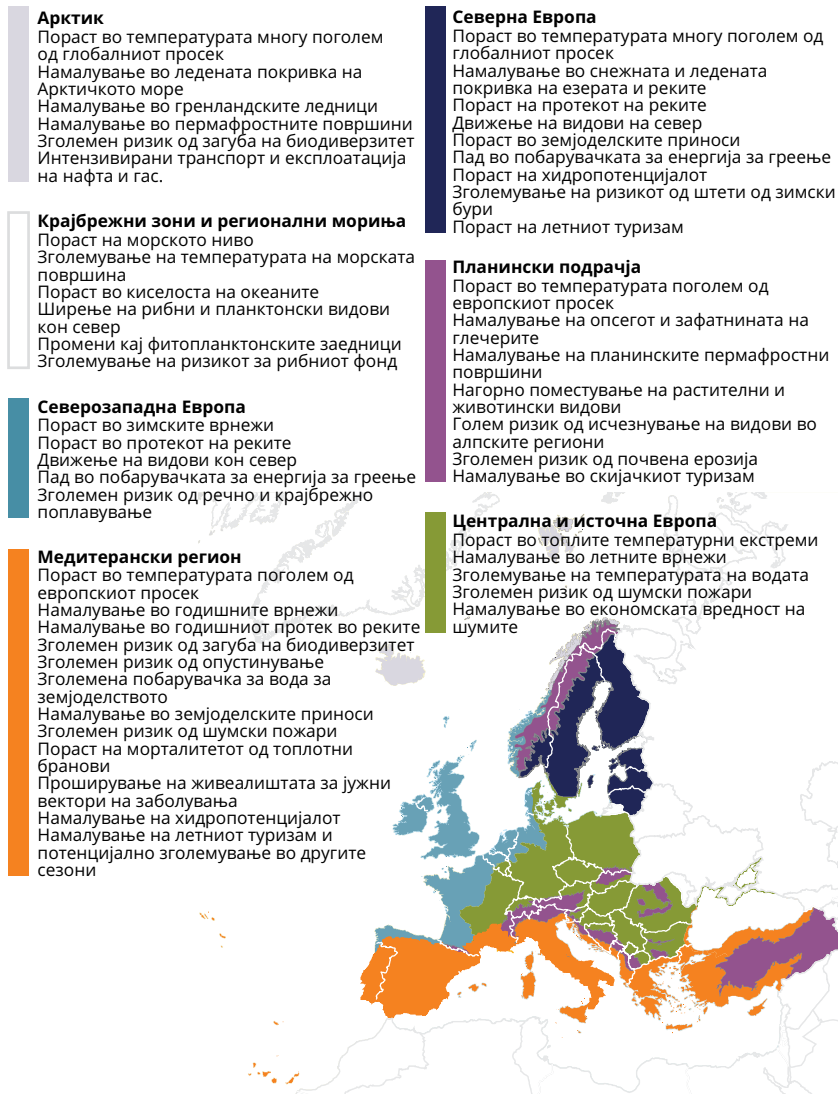 Арктик
Пораст во температурата многу поголем
од глобалниот просек
Намалување во ледената покривка на
Арктичкото море
Намалување во гренландските ледници
Намалување во пермафростните површини
Зголемен ризик од загуба на биодиверзитет
Интензивирани транспорт и експлоатација
на нафта и гас.
Крајбрежни зони и регионални мориња
Пораст на морското ниво
Зголемување на температурата на морската
површина
Пораст во киселоста на океаните
Ширење на рибни и планктонски видови
кон север
Промени кај фитопланктонските заедници
Зголемување на ризикот за рибниот фонд
Северозападна Европа
Пораст во зимските врнежи
Пораст во протекот на реките
Движење на видови кон север
Пад во побарувачката за енергија за греење
Зголемен ризик од речно и крајбрежно
поплавување
Медитерански регион
Пораст во температурата поголем од
европскиот просек
Намалување во годишните врнежи
Намалување во годишниот протек во реките
Зголемен ризик од загуба на биодиверзитет
Зголемен ризик од опустинување
Зголемена побарувачка за вода за
земјоделството
Намалување во земјоделските приноси
Зголемен ризик од шумски пожари
Пораст на морталитетот од топлотни
бранови
Проширување на живеалиштата за јужни
вектори на заболувања
Намалување на хидропотенцијалот
Намалување на летниот туризам и
потенцијално зголемување во другите
сезони
Северна Европа
Пораст во температурата многу поголем од
глобалниот просек
Намалување во снежната и ледената
покривка на езерата и реките
Пораст на протекот на реките
Движење на видови на север
Пораст во земјоделските приноси
Пад во побарувачката за енергија за греење
Пораст на хидропотенцијалот
Зголемување на ризикот од штети од зимски
бури
Пораст на летниот туризам
Планински подрачја
Пораст во температурата поголем од
европскиот просек
Намалување на опсегот и зафатнината на
глечерите
Намалување на планинските пермафростни
површини
Нагорно поместување на растителни и
животински видови
Голем ризик од исчезнување на видови во
алпските региони
Зголемен ризик од почвена ерозија
Намалување во скијачкиот туризам
Централна и источна Европа
Пораст во топлите температурни екстреми
Намалување во летните врнежи
Зголемување на температурата на водата
Зголемен ризик од шумски пожари
Намалување во економската вредност на
шумите